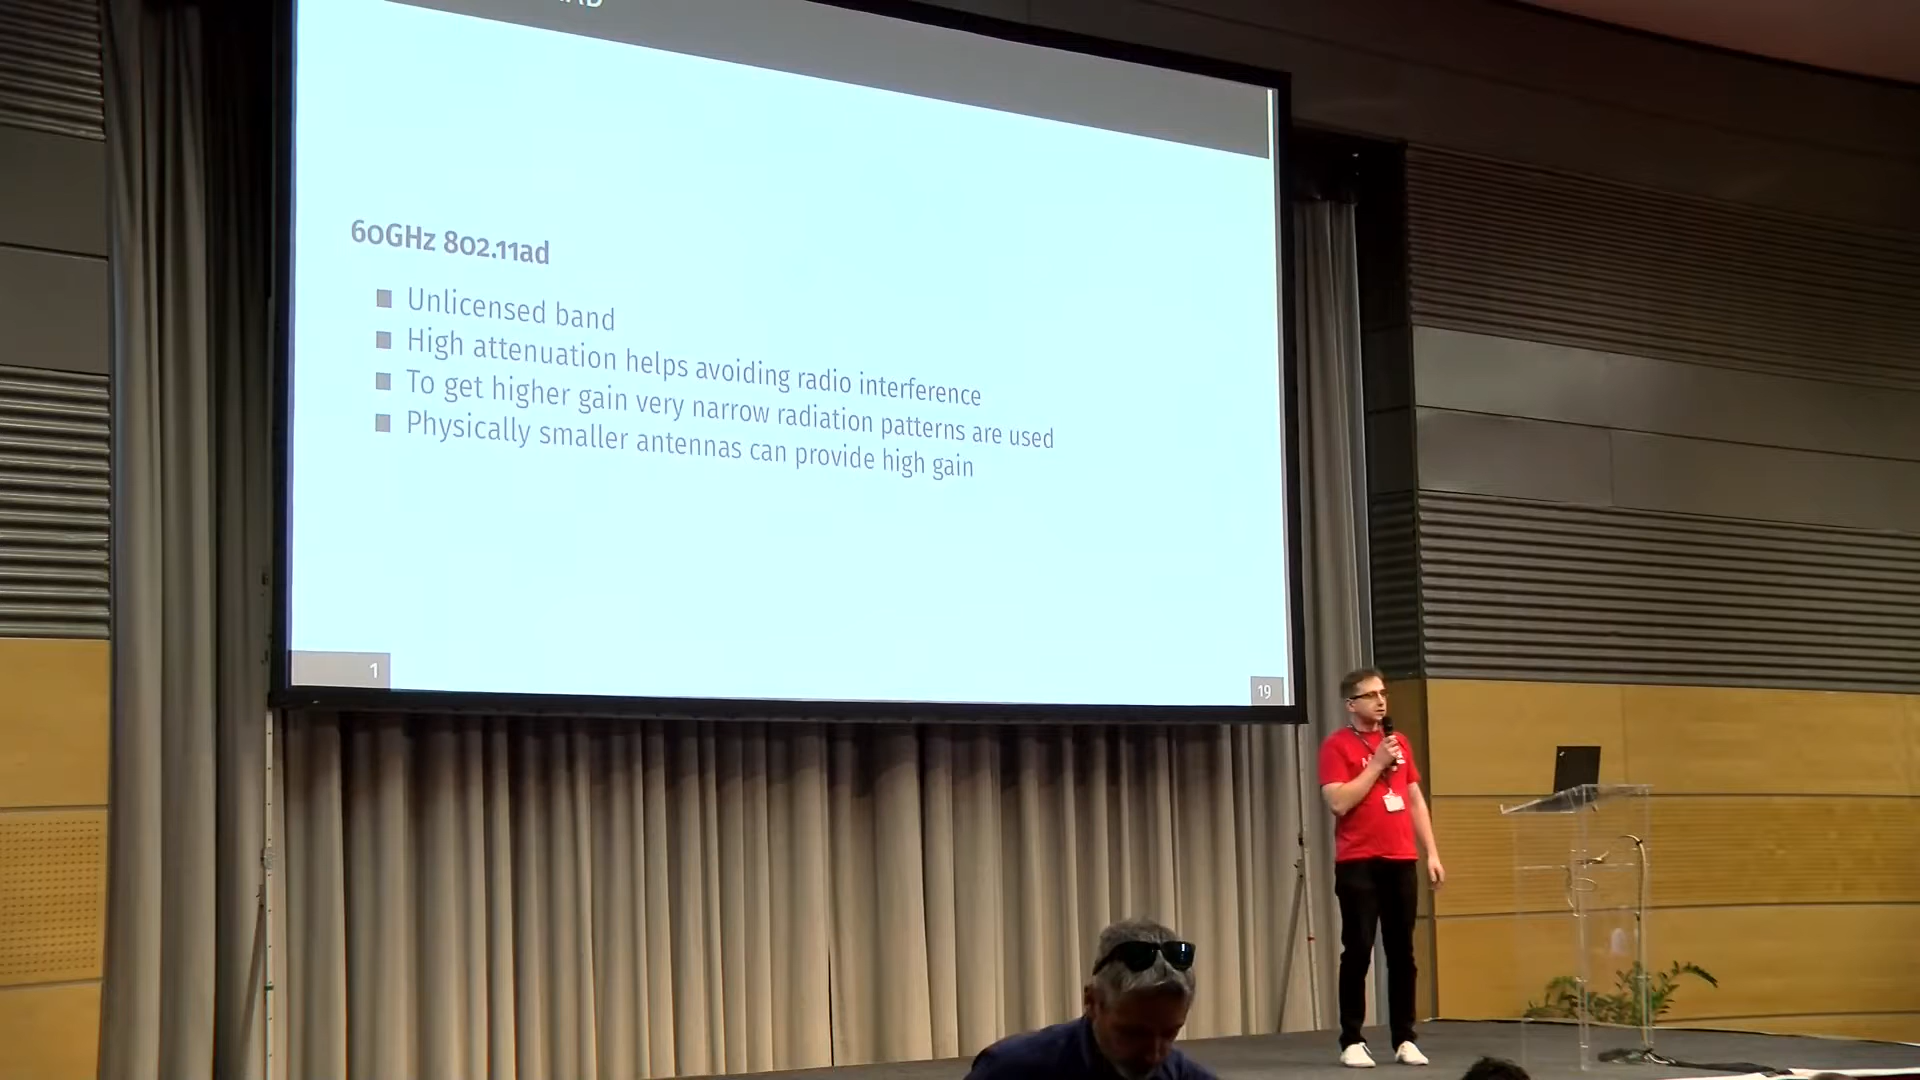 60GHz 802.11ad
Unlicensed band
High attenuation helps avoiding radio interference
To get higher gain very narrow radiation patterns are used
Physically smaller antennas can provide high gain
1
19